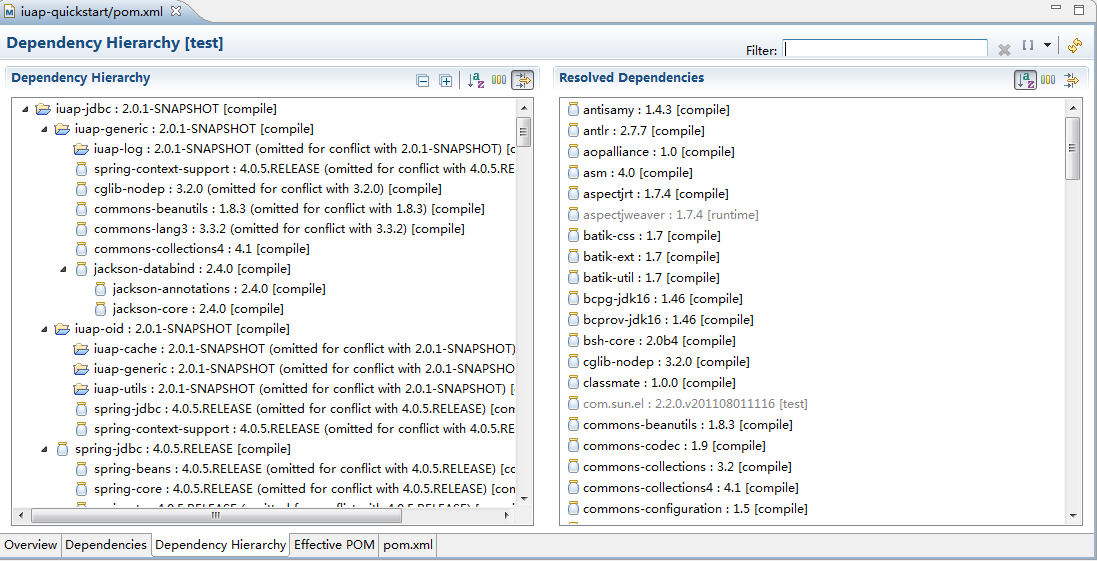 iuap-quickstart/pom.xml
Dependency Hierarchy [test]
Filter:
Dependency Hierarchy
iuap-jdbc : 2.0.1-SNAPSHOT [compile]
iuap-generic : 2.0.1-SNAPSHOT [compile]
iuap-log : 2.0.1-SNAPSHOT (omitted for conflict with 2.0.1-SNAPSHOT) [c
spring-context-support : 4.0.5.RELEASE (omitted for conflict with 4.0.5.RE
cglib-nodep : 3.2.0 (omitted for conflict with 3.2.0) [compile]
commons-beanutils : 1.8.3 (omitted for conflict with 1.8.3) [compile]
commons-lang3 : 3.3.2 (omitted for conflict with 3.3.2) [compile]
commons-collections4 : 4.1 [compile]
jackson-databind : 2.4.0 [compile]
jackson-annotations : 2.4.0 [compile]
jackson-core : 2.4.0 [compile]
iuap-oid : 2.0.1-SNAPSHOT [compile]
iuap-cache : 2.0.1-SNAPSHOT (omitted for conflict with 2.0.1-SNAPSHOT)
iuap-generic : 2.0.1-SNAPSHOT (omitted for conflict with 2.0.1-SNAPSHO
iuap-utils : 2.0.1-SNAPSHOT (omitted for conflict with 2.0.1-SNAPSHOT) [
spring-jdbc : 4.0.5.RELEASE (omitted for conflict with 4.0.5.RELEASE) [com
spring-context-support : 4.0.5.RELEASE (omitted for conflict with 4.0.5.RE
spring-jdbc : 4.0.5.RELEASE [compile]
spring-beans : 4.0.5.RELEASE (omitted for conflict with 4.0.5.RELEASE) [co
spring-core : 4.0.5.RELEASE (omitted for conflict with 4.0.5.RELEASE) [com
Resolved Dependencies
antisamy : 1.4.3 [compile]
antlr : 2.7.7 [compile]
aopalliance : 1.0 [compile]
asm : 4.0 [compile]
aspectjrt : 1.7.4 [compile]
aspectjweaver : 1.7.4 [runtime]
batik-css : 1.7 [compile]
batik-ext : 1.7 [compile]
batik-util : 1.7 [compile]
bcpg-jdk16 : 1.46 [compile]
bcprov-jdk16 : 1.46 [compile]
bsh-core : 2.0b4 [compile]
cglib-nodep : 3.2.0 [compile]
classmate : 1.0.0 [compile]
com.sun.el : 2.2.0.v201108011116 [test]
commons-beanutils : 1.8.3 [compile]
commons-codec : 1.9 [compile]
commons-collections : 3.2 [compile]
commons-collections4 : 4.1 [compile]
commons-configuration : 1.5 [compile]
Overview Dependencies Dependency Hierarchy Effective POM pom.xml